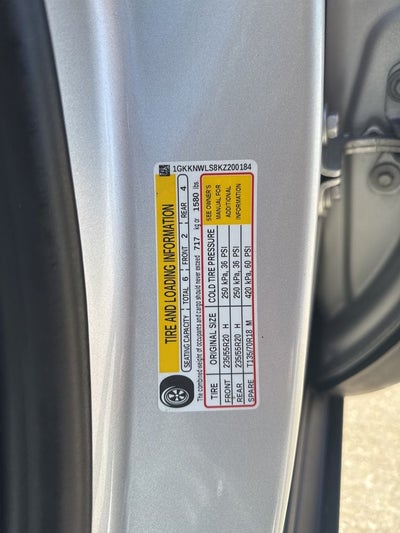 1GKKNWLS8KZ200184
TIRE AND LOADING INFORMATION
SEATING CAPACITY TOTAL 6 FRONT 2 REAR 4
The combined weight of occupants and cargo should never exceed 717 kg or 1580 lbs
TIRE ORIGINAL SIZE COLD TIRE PRESSURE
FRONT 235/55R20 H 250 kPa, 36 PSI
REAR 235/55R20 H 250 kPa, 36 PSI
SPARE T135/70R18 M 420 kPa, 60 PSI
SEE OWNER'S
MANUAL FOR
ADDITIONAL
INFORMATION